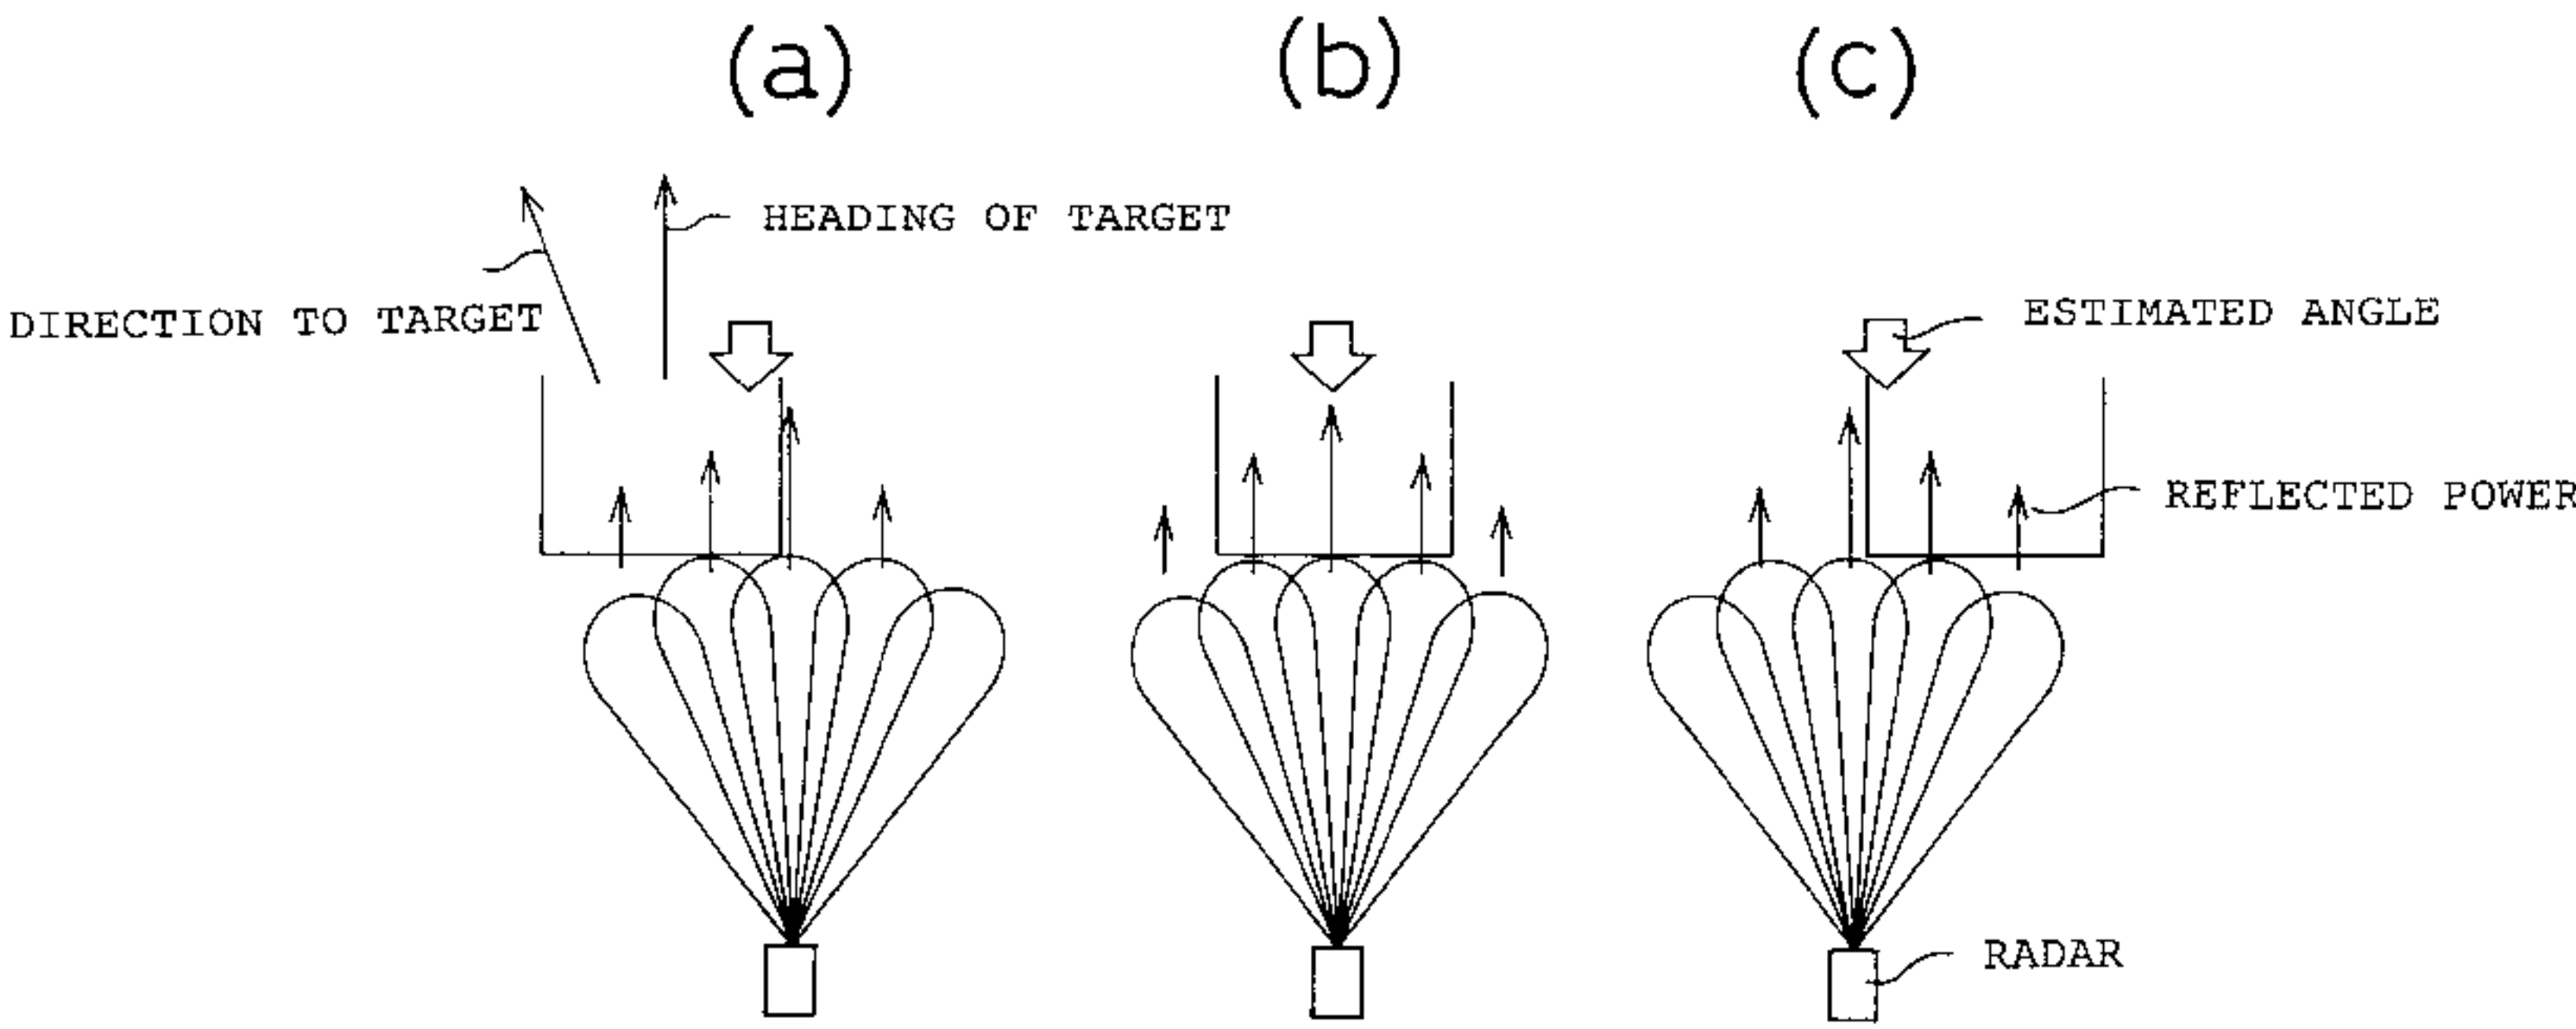 (a) (b) (c)
HEADING OF TARGET
DIRECTION TO TARGET
ESTIMATED ANGLE
REFLECTED POWER
RADAR